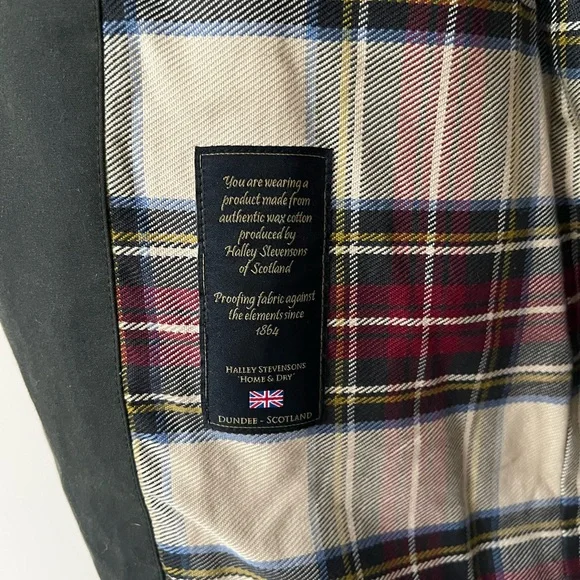 You are wearing a
product made from
authentic wax cotton
produced by
Halley Stevensons
of Scotland
Proofing fabric against
the elements since
1864
HALLEY STEVENSONS
"HOME & DRY"
DUNDEE - SCOTLAND